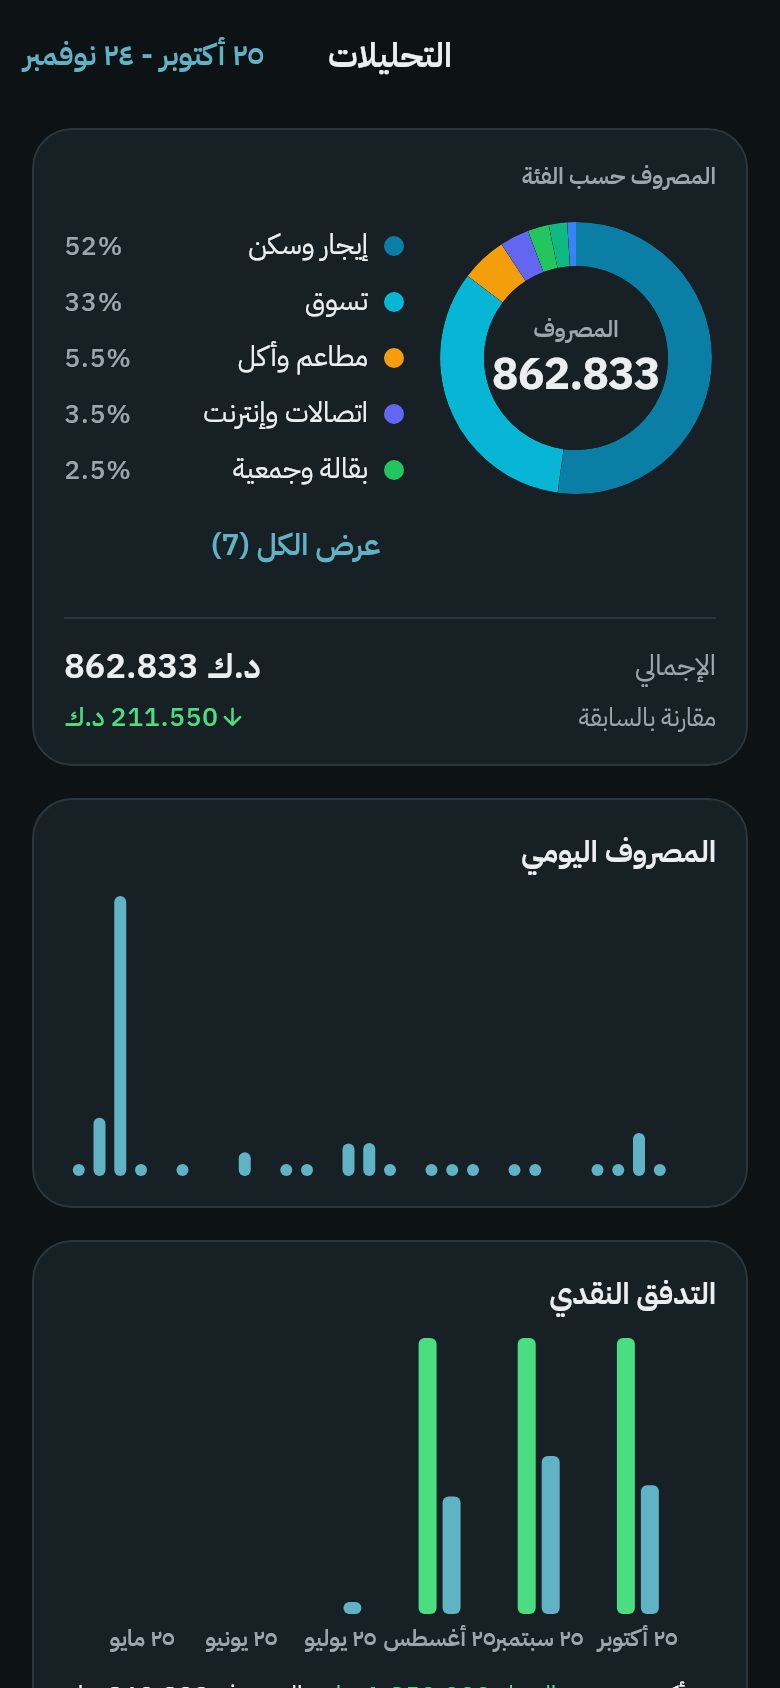 التحليلات
٢٥ أكتوبر - ٢٤ نوفمبر
المصروف حسب الفئة
المصروف
862.833
إيجار وسكن 52%
تسوق 33%
مطاعم وأكل 5.5%
اتصالات وإنترنت 3.5%
بقالة وجمعية 2.5%
عرض الكل (7)
الإجمالي 862.833 د.ك
مقارنة بالسابقة ↓ 211.550 د.ك
المصروف اليومي
التدفق النقدي
٢٥ أكتوبر ٢٥ سبتمبر ٢٥ أغسطس ٢٥ يوليو ٢٥ يونيو ٢٥ مايو